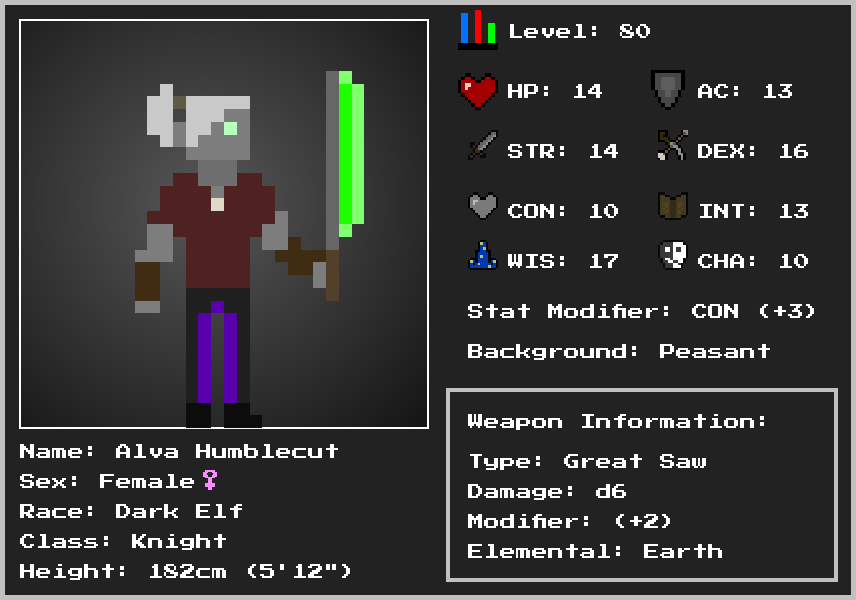 Level: 80
HP: 14 AC: 13
STR: 14 DEX: 16
CON: 10 INT: 13
WIS: 17 CHA: 10
Stat Modifier: CON (+3)
Background: Peasant
Weapon Information:
Type: Great Saw
Damage: d6
Modifier: (+2)
Elemental: Earth
Name: Alva Humblecut
Sex: Female♀
Race: Dark Elf
Class: Knight
Height: 182cm (5'12")